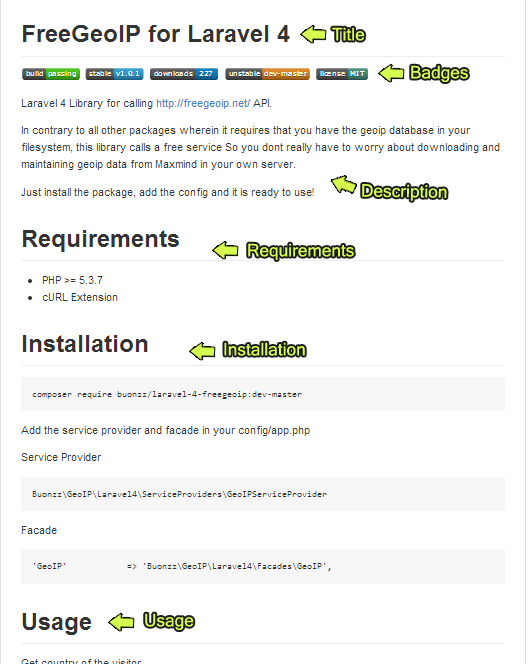 FreeGeoIP for Laravel 4 Title
build passing stable v1.0.1 downloads 227 unstable dev-master license MIT Badges
Laravel 4 Library for calling http://freegeoip.net/ API.
In contrary to all other packages wherein it requires that you have the geoip database in your
filesystem, this library calls a free service So you dont really have to worry about downloading and
maintaining geoip data from Maxmind in your own server.
Just install the package, add the config and it is ready to use! Description
Requirements Requirements
• PHP >= 5.3.7
• cURL Extension
Installation Installation
composer require buonzz/laravel-4-freegeoip:dev-master
Add the service provider and facade in your config/app.php
Service Provider
Buonzz\GeoIP\Laravel4\ServiceProviders\GeoIPServiceProvider
Facade
'GeoIP' => 'Buonzz\GeoIP\Laravel4\Facades\GeoIP',
Usage Usage
Get country of the visitor